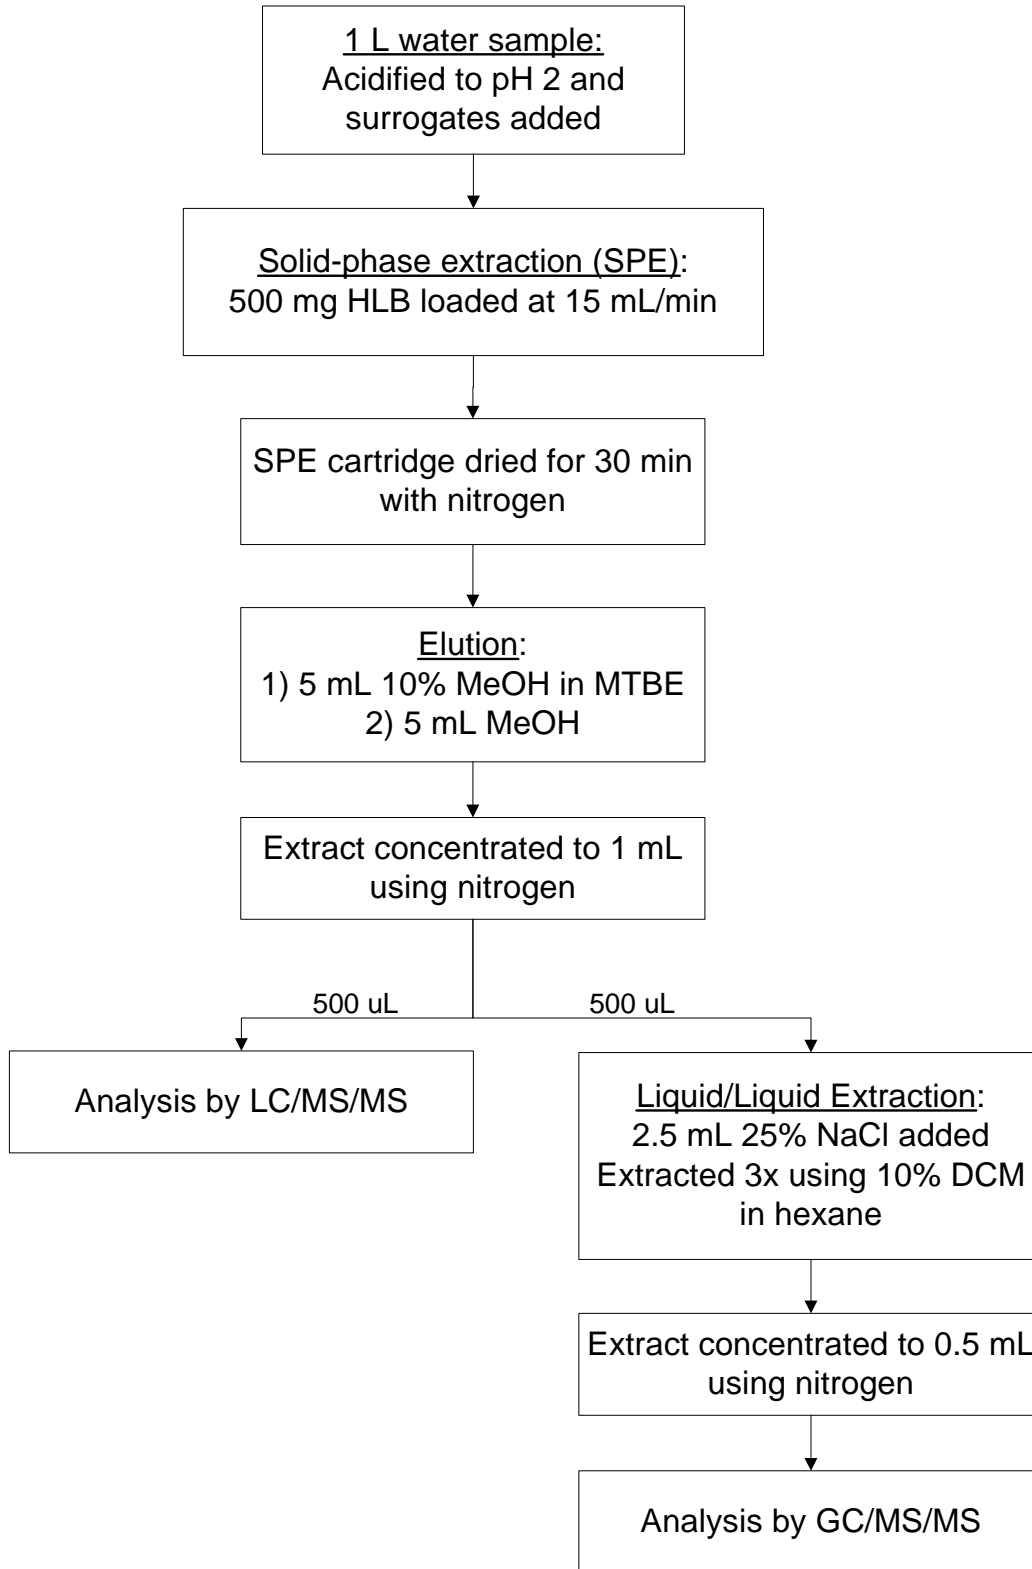 1 L water sample:
Acidified to pH 2 and
surrogates added
Solid-phase extraction (SPE):
500 mg HLB loaded at 15 mL/min
SPE cartridge dried for 30 min
with nitrogen
Elution:
1) 5 mL 10% MeOH in MTBE
2) 5 mL MeOH
Extract concentrated to 1 mL
using nitrogen
500 uL
500 uL
Analysis by LC/MS/MS
Liquid/Liquid Extraction:
2.5 mL 25% NaCl added
Extracted 3x using 10% DCM
in hexane
Extract concentrated to 0.5 mL
using nitrogen
Analysis by GC/MS/MS